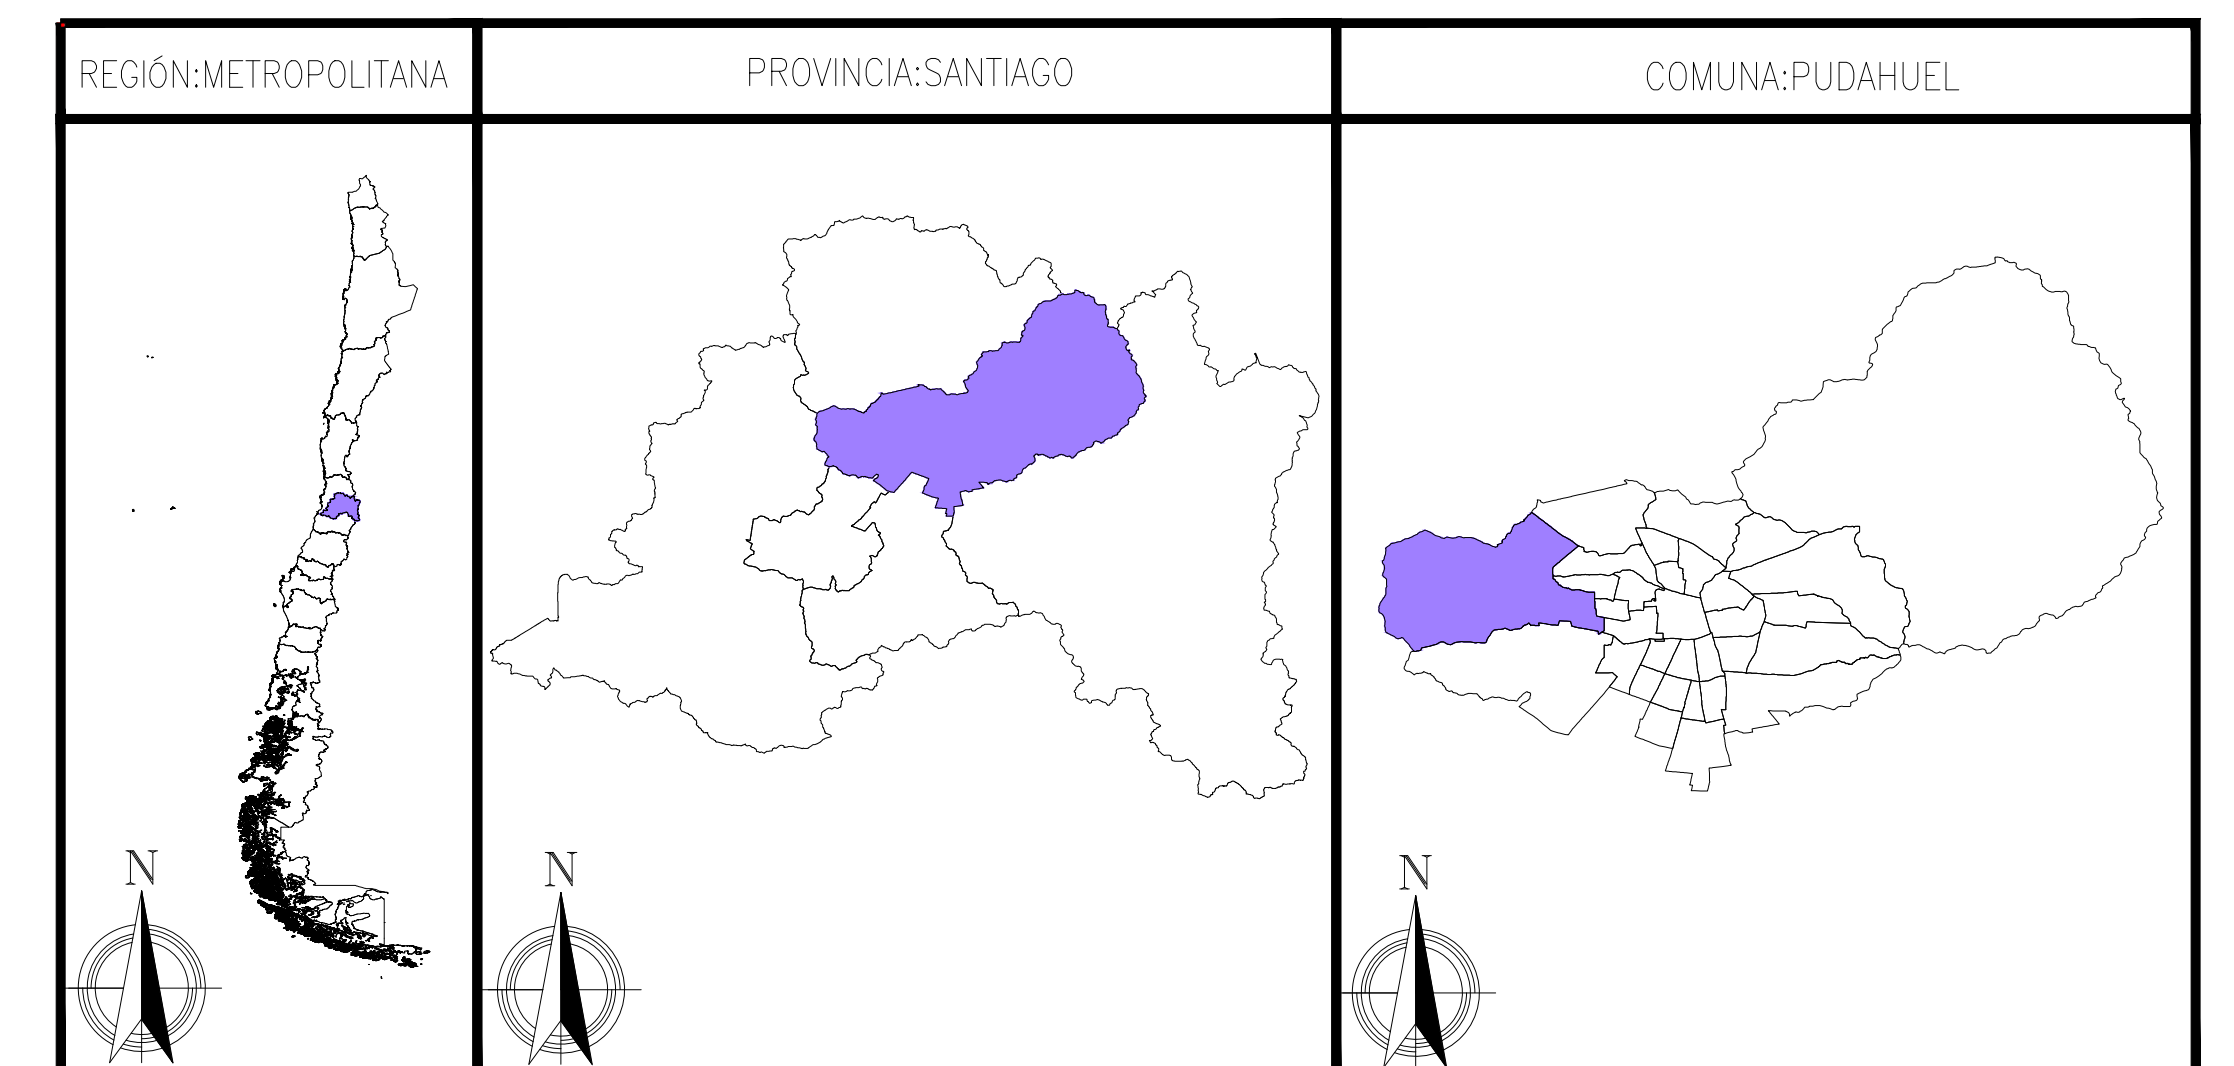 REGIÓN:METROPOLITANA
PROVINCIA:SANTIAGO
COMUNA:PUDAHUEL
N
N
N